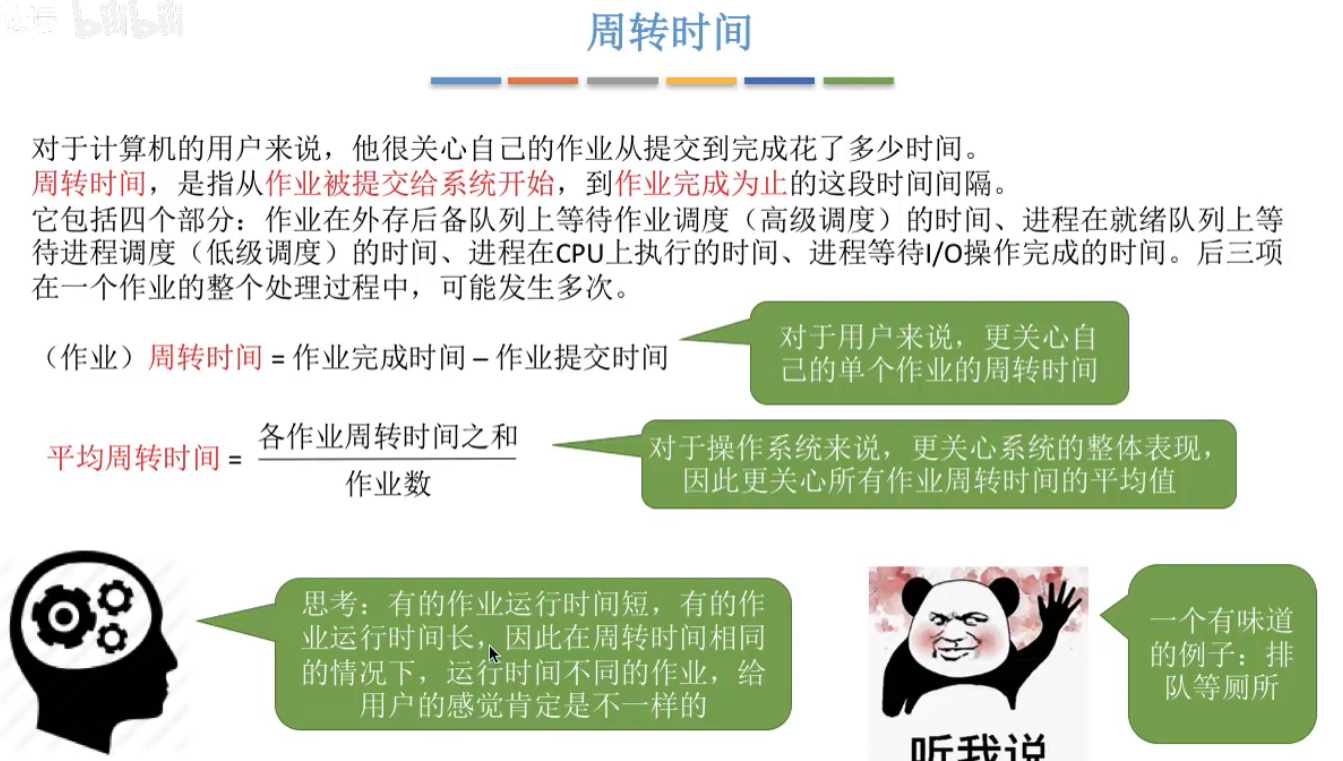 论坛 bilibili
周转时间
对于计算机的用户来说，他很关心自己的作业从提交到完成花了多少时间。
周转时间，是指从作业被提交给系统开始，到作业完成为止的这段时间间隔。
它包括四个部分：作业在外存后备队列上等待作业调度（高级调度）的时间、进程在就绪队列上等
待进程调度（低级调度）的时间、进程在CPU上执行的时间、进程等待I/O操作完成的时间。后三项
在一个作业的整个处理过程中，可能发生多次。
（作业）周转时间 = 作业完成时间 – 作业提交时间
对于用户来说，更关心自
己的单个作业的周转时间
平均周转时间 =
各作业周转时间之和
作业数
对于操作系统来说，更关心系统的整体表现，
因此更关心所有作业周转时间的平均值
思考：有的作业运行时间短，有的作
业运行时间长，因此在周转时间相同
的情况下，运行时间不同的作业，给
用户的感觉肯定是不一样的
听我说
一个有味道
的例子：排
队等厕所